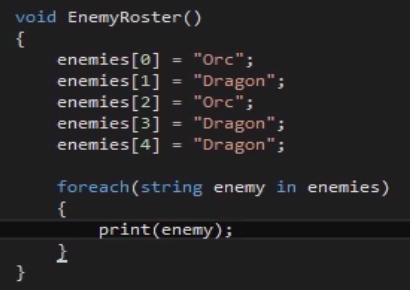 void EnemyRoster()
{
    enemies[0] = "Orc";
    enemies[1] = "Dragon";
    enemies[2] = "Orc";
    enemies[3] = "Dragon";
    enemies[4] = "Dragon";

    foreach(string enemy in enemies)
    {
        print(enemy);
    }
}